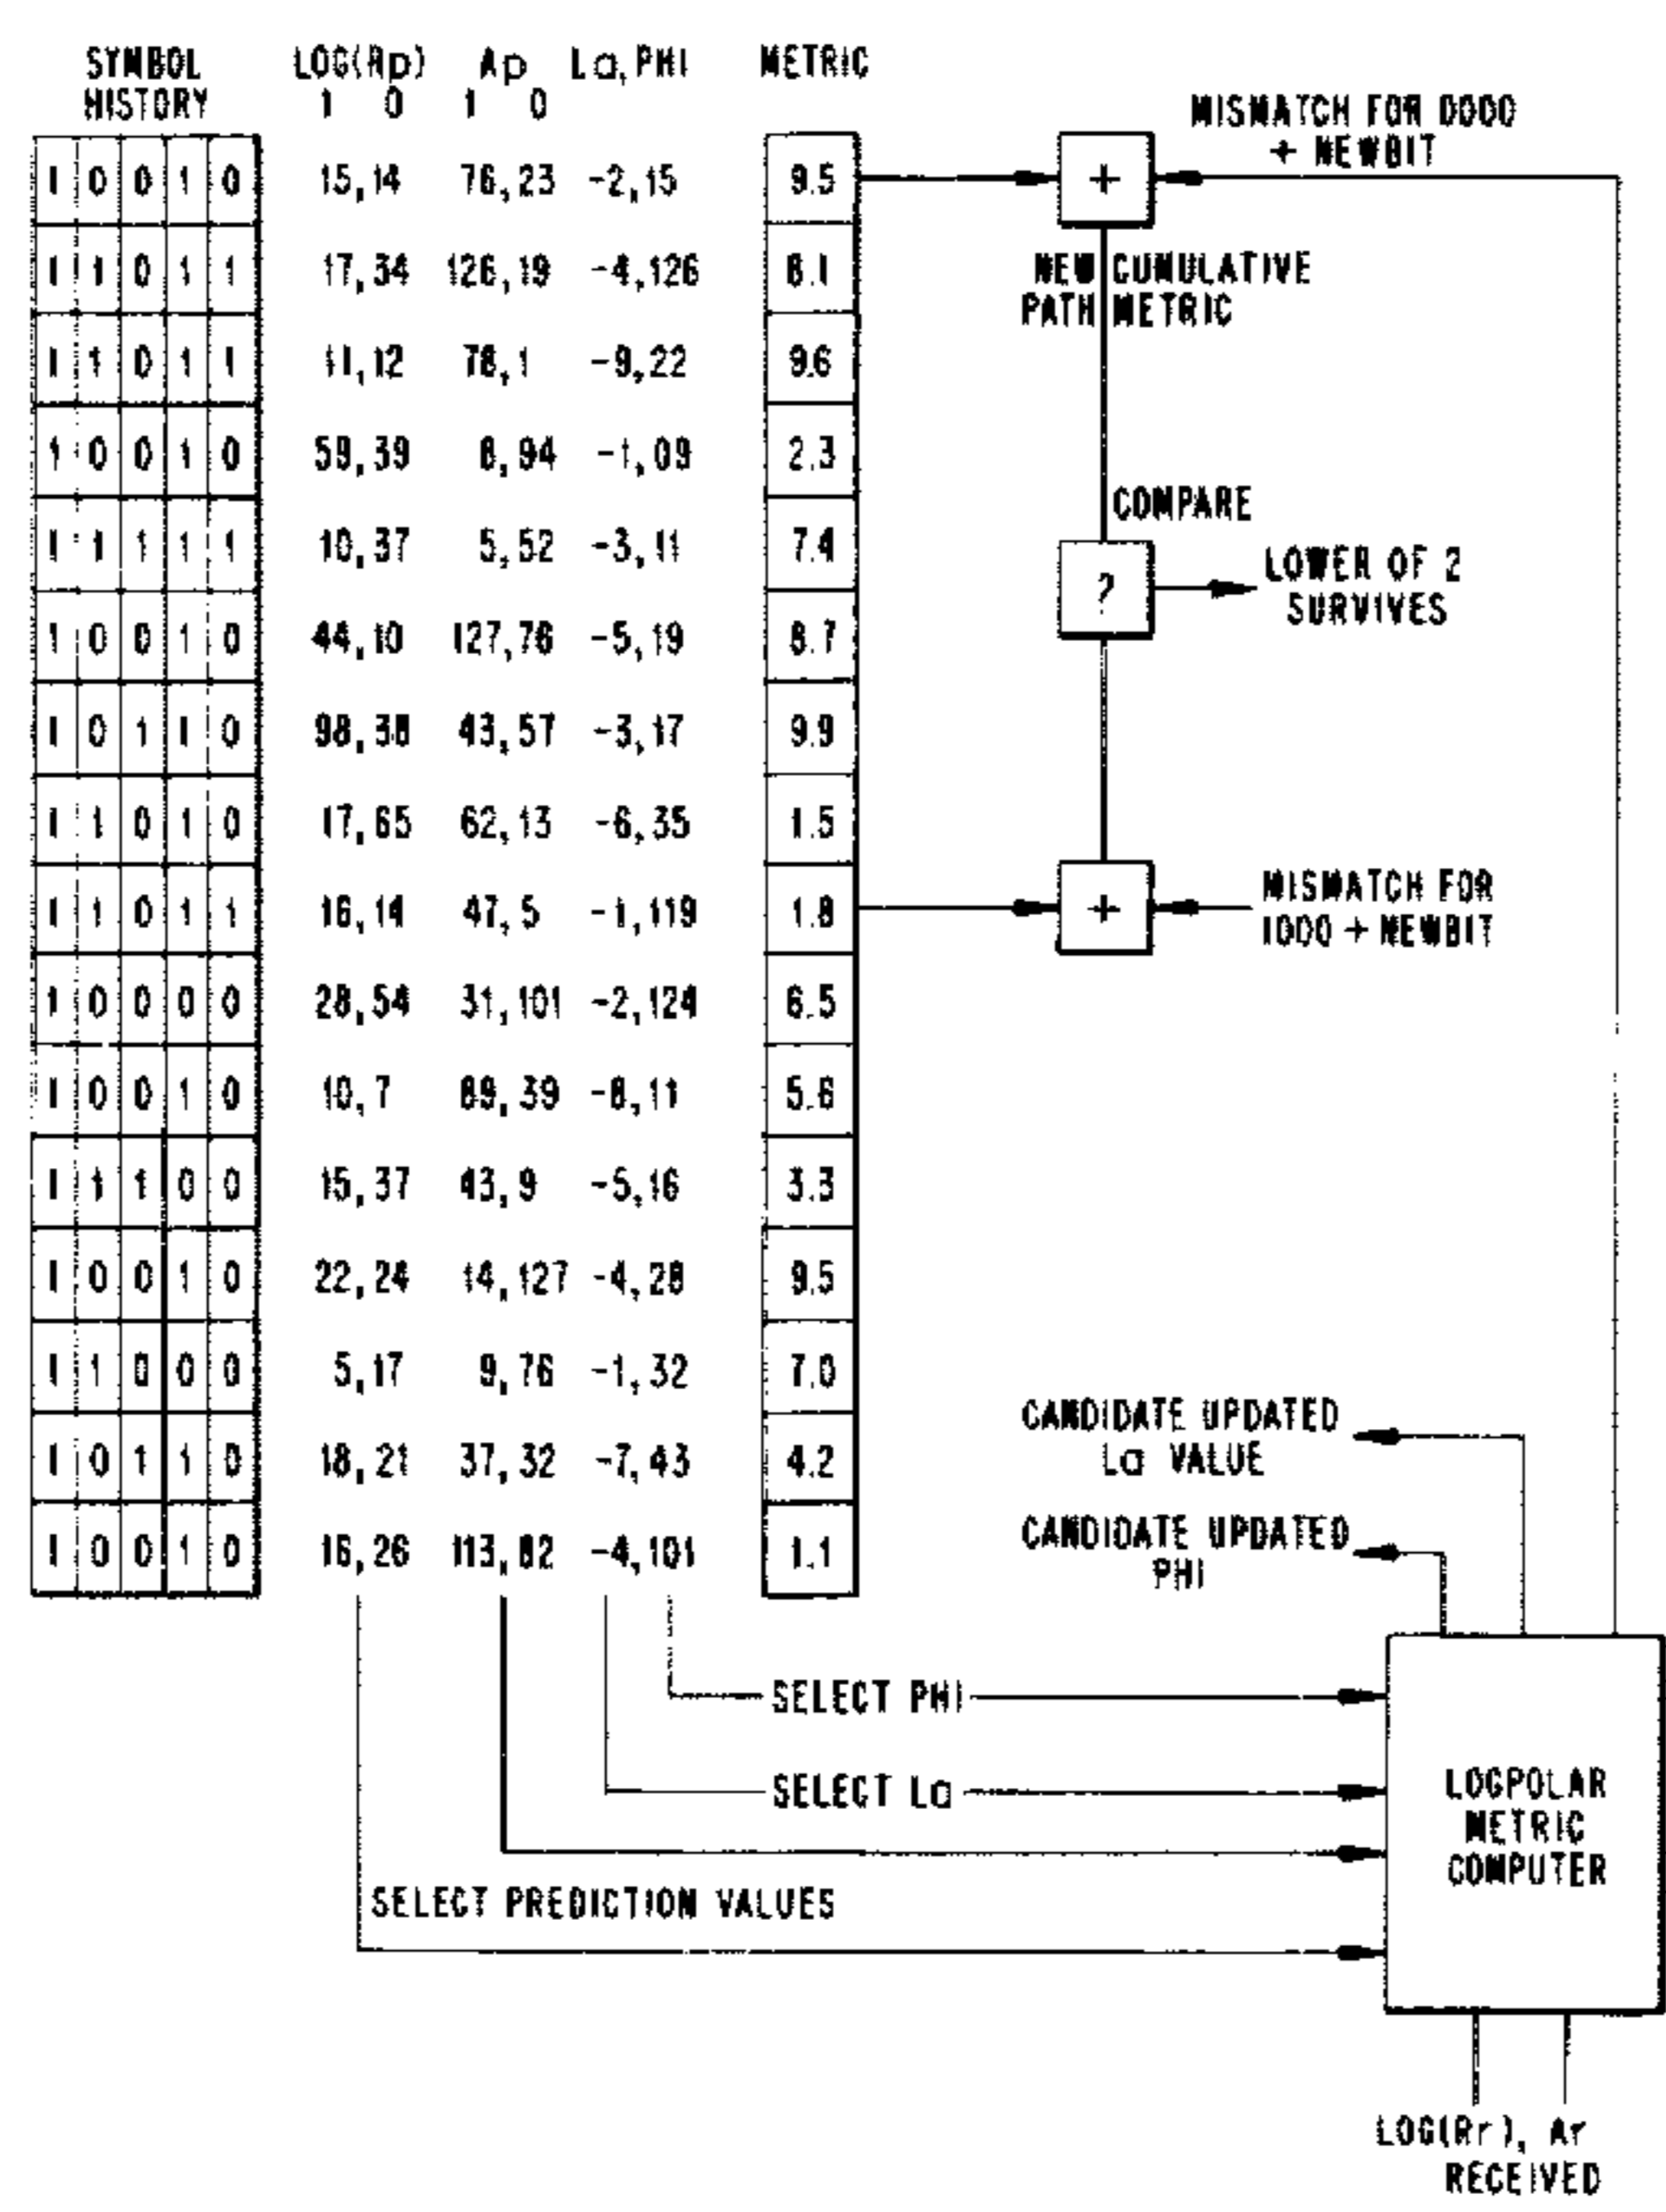 SYMBOL HISTORY LOG(Rp) 1 0 Ap 1 0 La, PHI METRIC
1 0 0 1 0 15,14 76,23 -2,15 9.5
1 1 0 1 1 17,34 126,19 -4,126 8.1
1 1 0 1 1 11,12 78,1 -9,22 9.6
1 0 0 1 0 59,39 8,94 -1,09 2.3
1 1 1 1 1 10,37 5,52 -3,11 7.4
1 0 0 1 0 44,10 127,76 -5,19 8.7
1 0 1 1 0 98,38 43,57 -3,17 9.9
1 1 0 1 0 17,65 62,13 -6,35 1.5
1 1 0 1 1 16,14 47,5 -1,119 1.8
1 0 0 0 0 28,54 31,101 -2,124 6.5
1 0 0 1 0 10,7 89,39 -8,11 5.6
1 1 1 0 0 15,37 43,9 -5,16 3.3
1 0 0 1 0 22,24 14,127 -4,28 9.5
1 1 0 0 0 5,17 9,76 -1,32 7.0
1 0 1 1 0 18,21 37,32 -7,43 4.2
1 0 0 1 0 16,26 113,82 -4,101 1.1
MISMATCH FOR 0000
+ NEWBIT
+
NEW CUMULATIVE
PATH METRIC
COMPARE
?
LOWER OF 2
SURVIVES
+
MISMATCH FOR
1000 + NEWBIT
CANDIDATE UPDATED
La VALUE
CANDIDATE UPDATED
PHI
SELECT PHI
SELECT La
SELECT PREDICTION VALUES
LOGPOLAR
METRIC
COMPUTER
LOG(Rr), Ar
RECEIVED